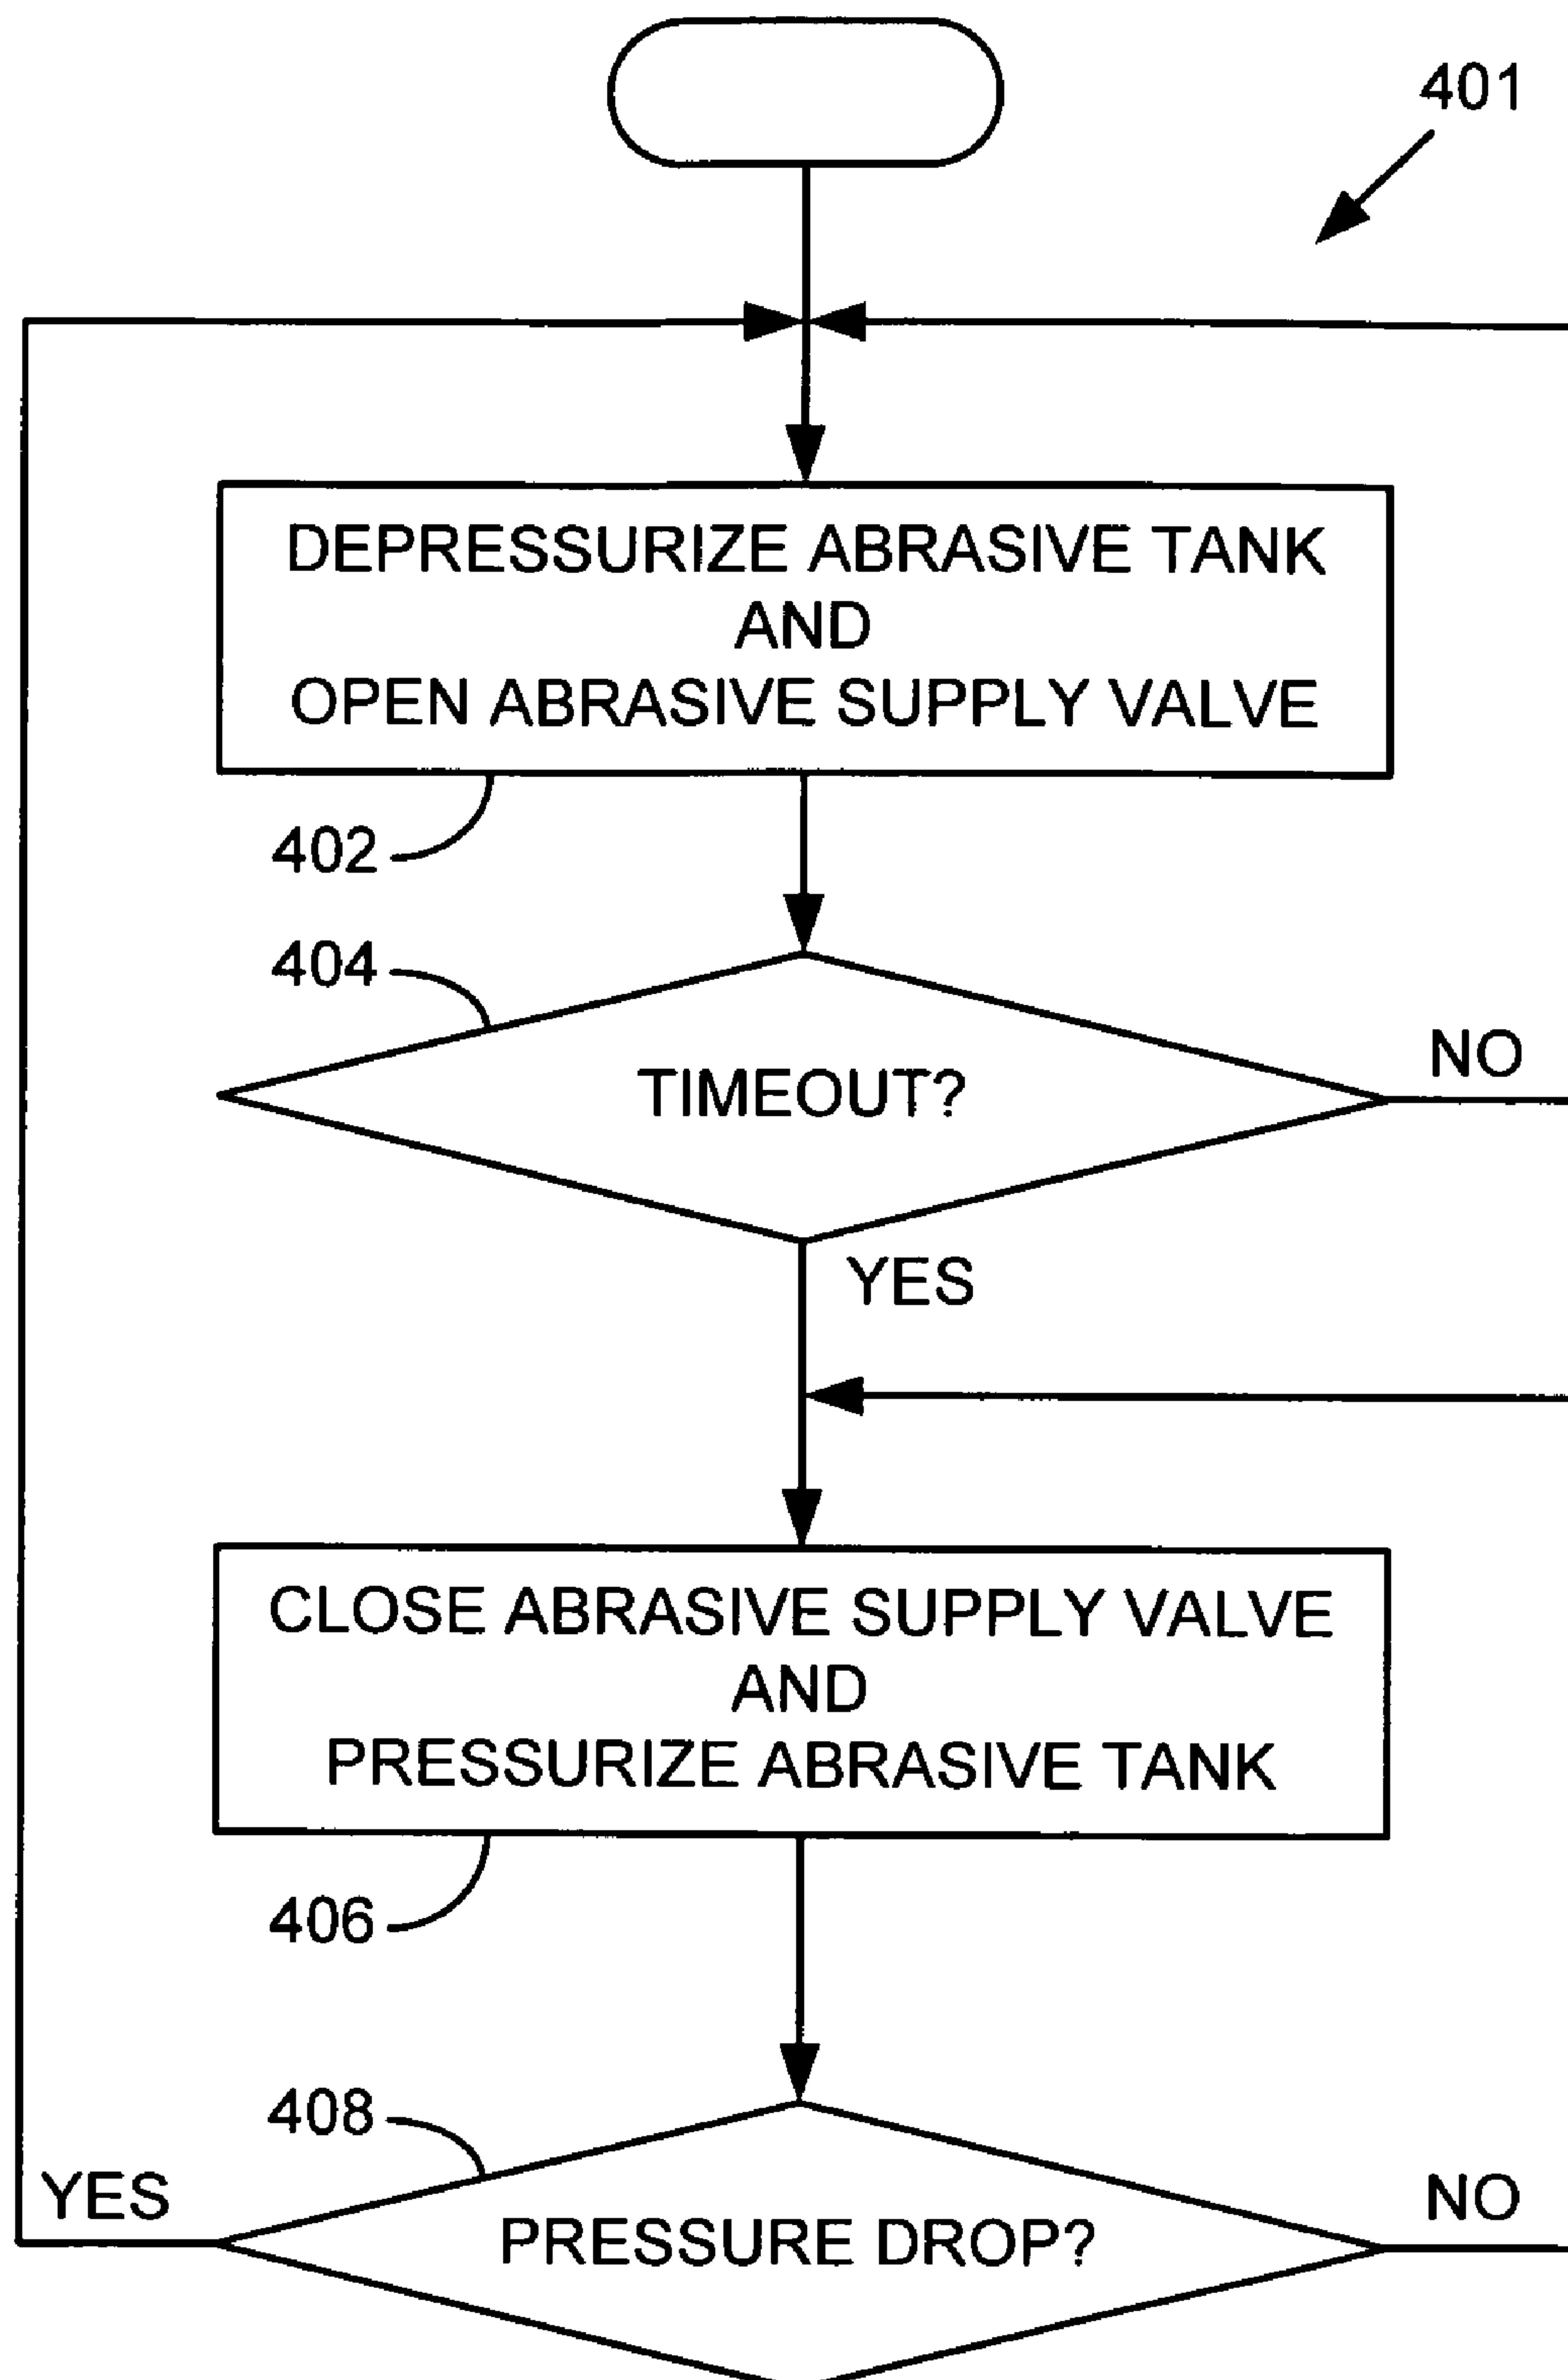 401
DEPRESSURIZE ABRASIVE TANK
AND
OPEN ABRASIVE SUPPLY VALVE
402
404
TIMEOUT?
NO
YES
CLOSE ABRASIVE SUPPLY VALVE
AND
PRESSURIZE ABRASIVE TANK
406
408
YES
PRESSURE DROP?
NO